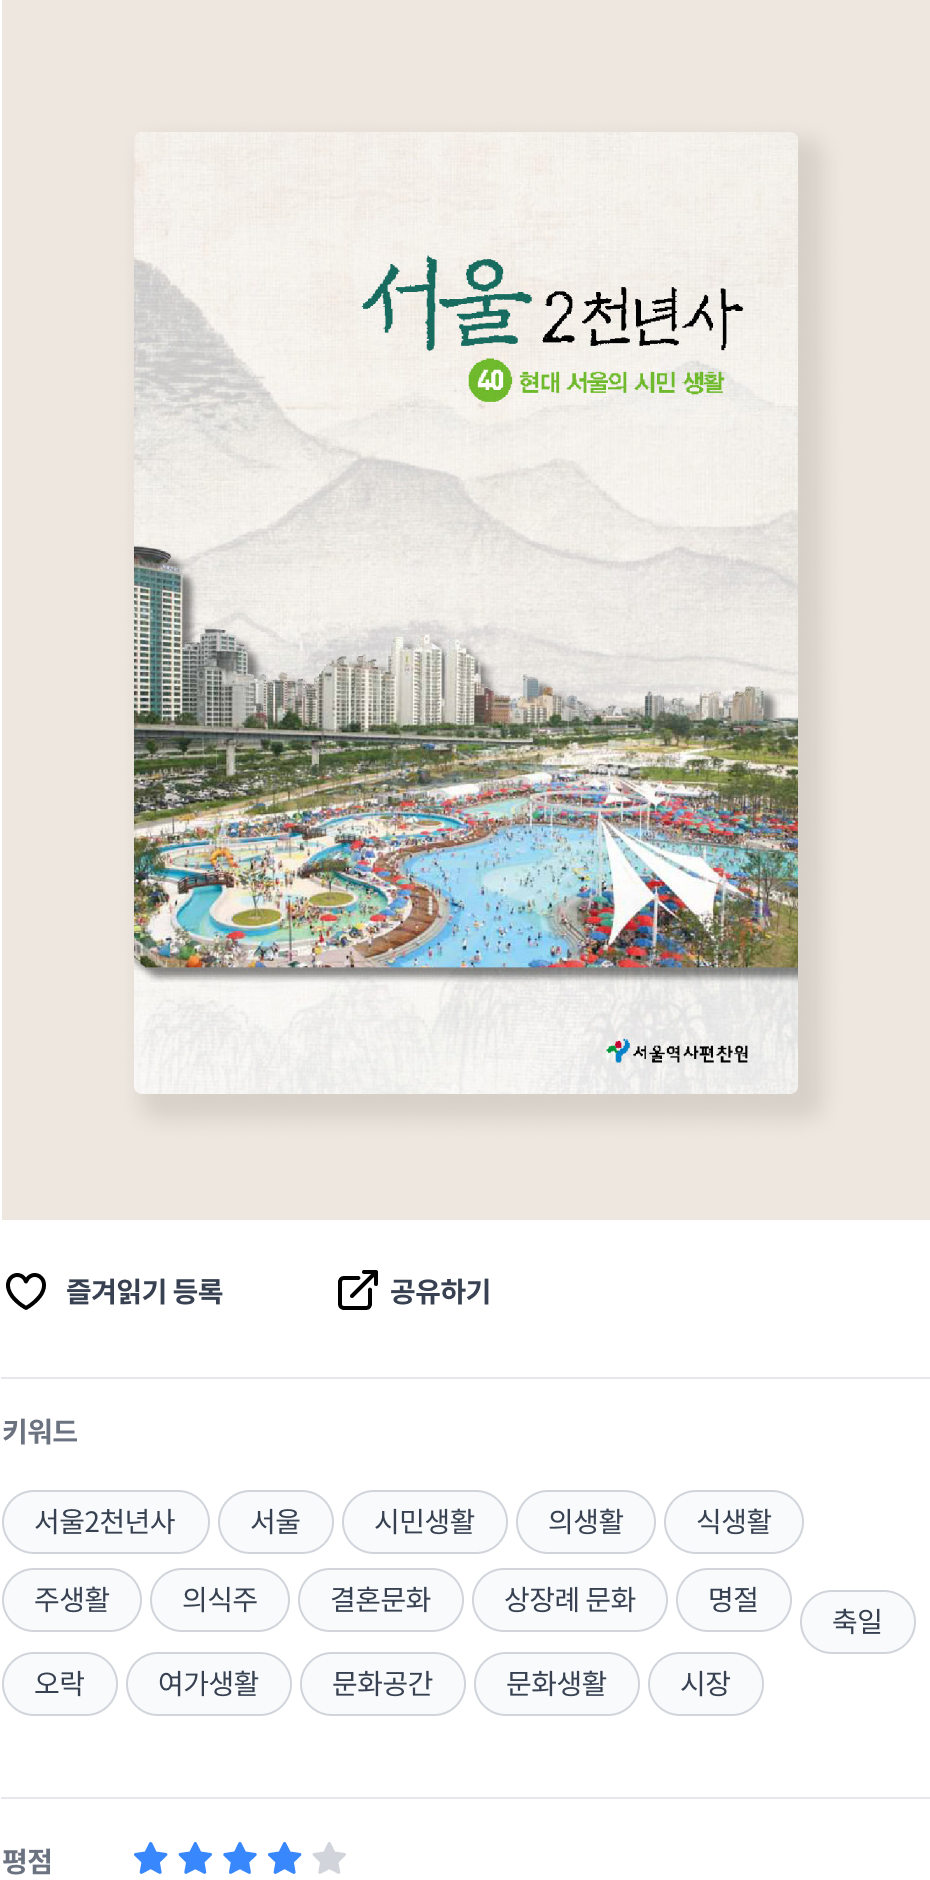 서울 2천년사
40 현대 서울의 시민 생활
서울역사편찬원
즐겨읽기 등록 공유하기
키워드
서울2천년사 서울 시민생활 의생활 식생활
주생활 의식주 결혼문화 상장례 문화 명절 축일
오락 여가생활 문화공간 문화생활 시장
평점